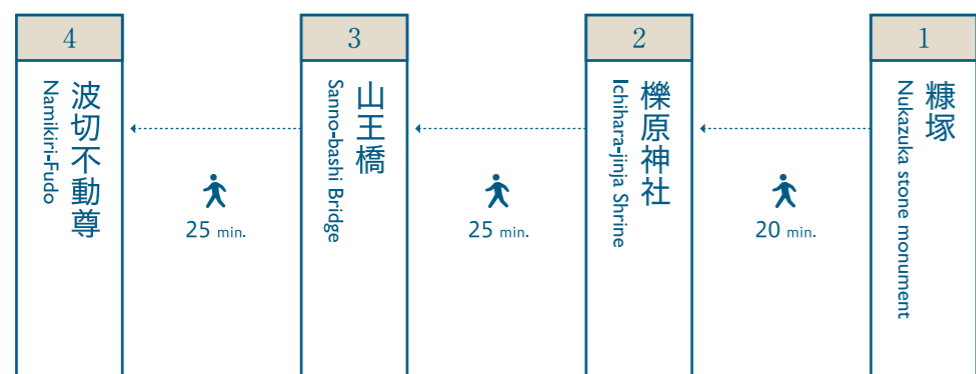 1
糠塚
Nukazuka stone monument
20 min.
2
櫟原神社
Ichihara-jinja Shrine
25 min.
3
山王橋
Sanno-bashi Bridge
25 min.
4
波切不動尊
Namikiri-Fudo